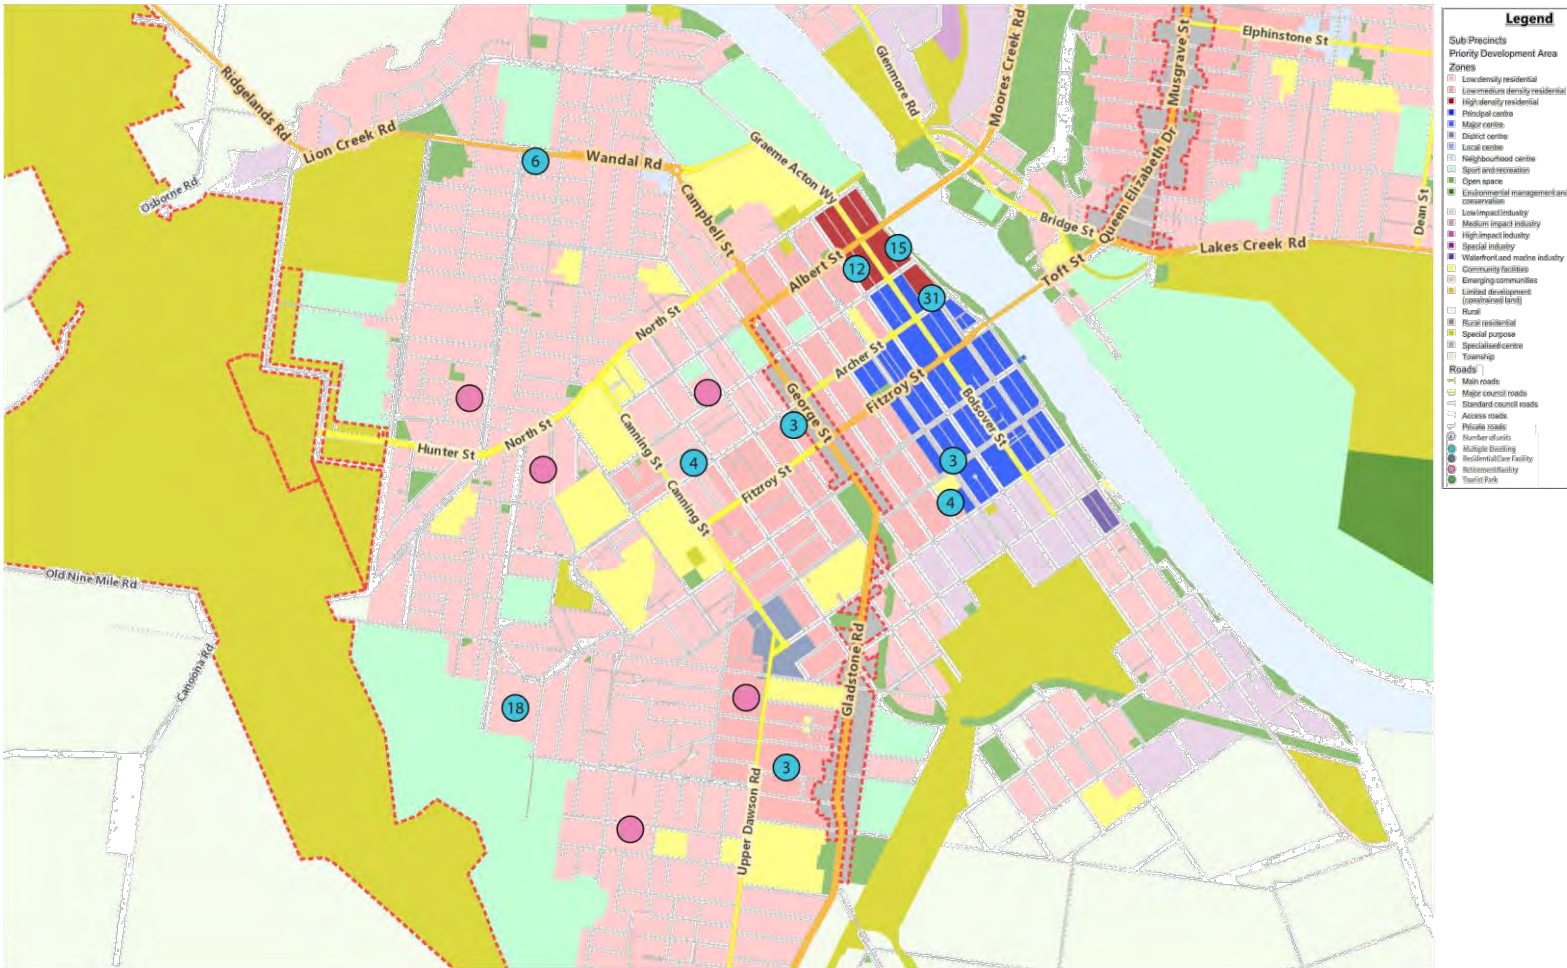 Ridgelands Rd
Lion Creek Rd
Osborne Rd
6
Wandal Rd
Campbell St
Graeme Acton Wy
Glenmore Rd
Moores Creek Rd
Musgrave St
Elphinstone St
Queen Elizabeth Dr
Bridge St
Toft St
Lakes Creek Rd
Dean St
Albert St
15
12
31
North St
Archer St
Fitzroy St
George St
3
Bolsover St
Hunter St
North St
Canning St
4
Canning St
Fitzroy St
3
4
Old Nine Mile Rd
Canoona Rd
18
Gladstone Rd
3
Upper Dawson Rd
Legend
Sub Precincts
Priority Development Area
Zones
Low density residential
Low-medium density residential
High density residential
Principal centre
Major centre
District centre
Local centre
Neighbourhood centre
Sport and recreation
Open space
Environmental management and
conservation
Low impact industry
Medium impact industry
High impact industry
Special industry
Waterfront and marine industry
Community facilities
Emerging communities
Limited development
(constrained land)
Rural
Rural residential
Special purpose
Specialised centre
Township
Roads
Main roads
Major council roads
Standard council roads
Access roads
Private roads
Number of units
Multiple Dwelling
Residential Care Facility
Retirement Facility
Tourist Park